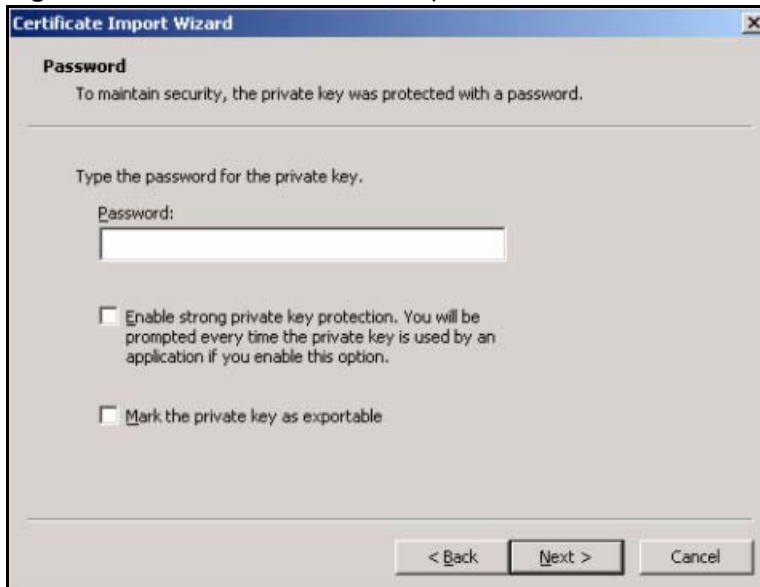 Certificate Import Wizard
Password
To maintain security, the private key was protected with a password.
Type the password for the private key.
Password:
Enable strong private key protection. You will be
prompted every time the private key is used by an
application if you enable this option.
Mark the private key as exportable
< Back Next > Cancel